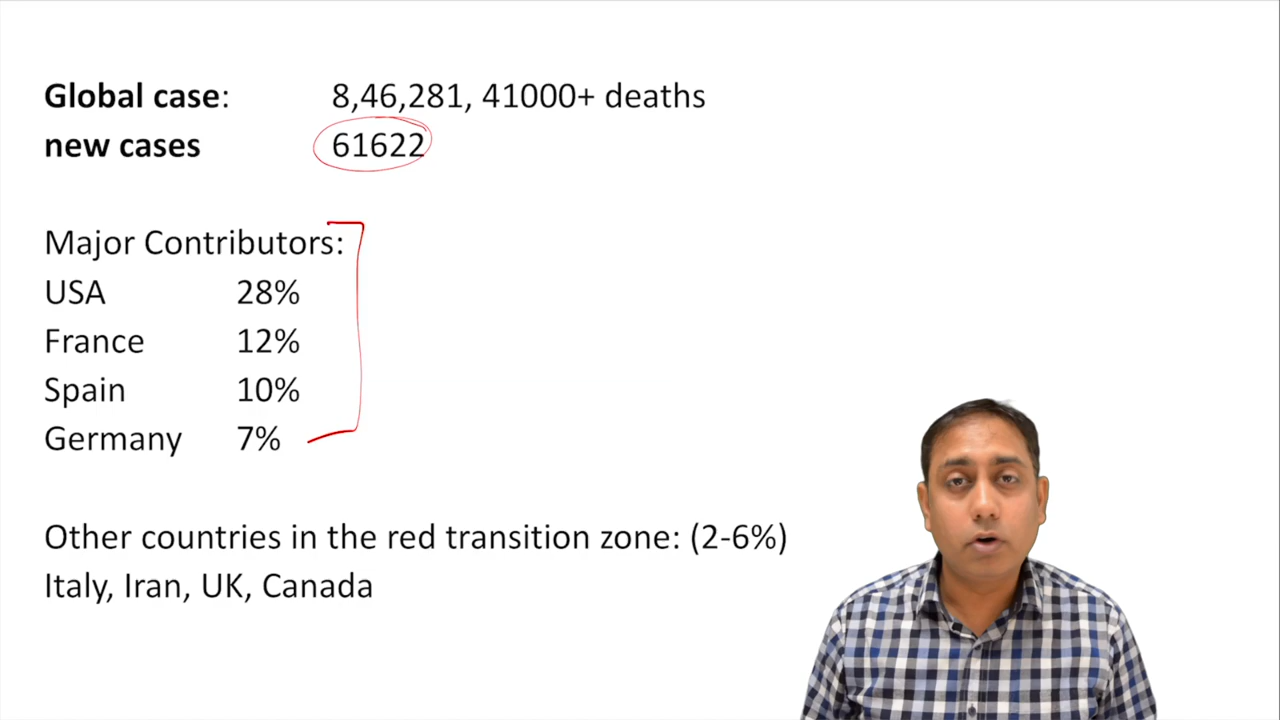 Global case: 8,46,281, 41000+ deaths
new cases 61622
Major Contributors:
USA 28%
France 12%
Spain 10%
Germany 7%
Other countries in the red transition zone: (2-6%)
Italy, Iran, UK, Canada